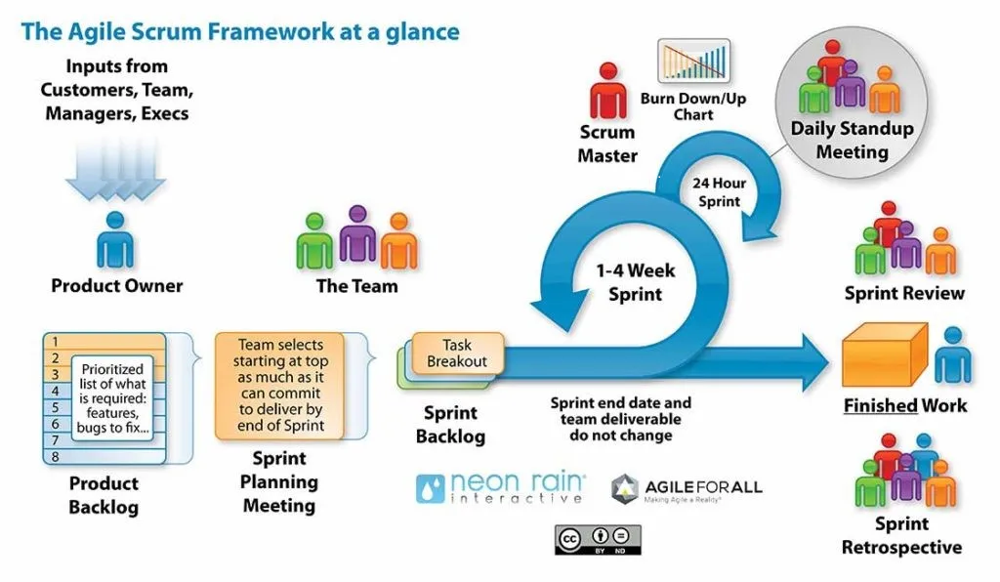 The Agile Scrum Framework at a glance
Inputs from
Customers, Team,
Managers, Execs
Product Owner
The Team
Scrum
Master
Burn Down/Up
Chart
Daily Standup
Meeting
24 Hour
Sprint
1-4 Week
Sprint
Sprint Review
1
2
3
4
5
6
7
8
Prioritized
list of what
is required:
features,
bugs to fix...
Product
Backlog
Team selects
starting at top
as much as it
can commit
to deliver by
end of Sprint
Sprint
Planning
Meeting
Task
Breakout
Sprint
Backlog
Sprint end date and
team deliverable
do not change
Finished Work
Sprint
Retrospective
neon rain®
interactive
AGILEFORALL
Making Agile a Reality®
cc
BY ND